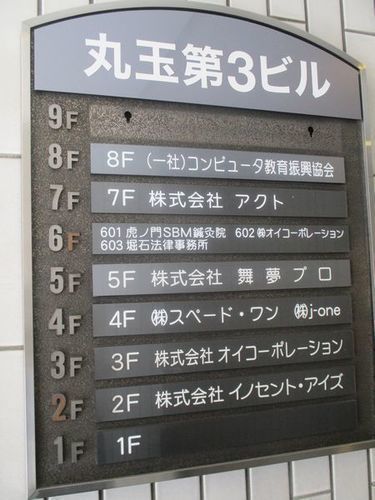 丸玉第3ビル
9F
8F 8F (一社)コンピュータ教育振興協会
7F 7F 株式会社 アクト
6F 601 虎ノ門SBM鍼灸院 602 ㈱オイコーポレーション
603 堀石法律事務所
5F 5F 株式会社 舞夢プロ
4F 4F ㈱スペード・ワン ㈱j-one
3F 3F 株式会社 オイコーポレーション
2F 2F 株式会社 イノセント・アイズ
1F 1F